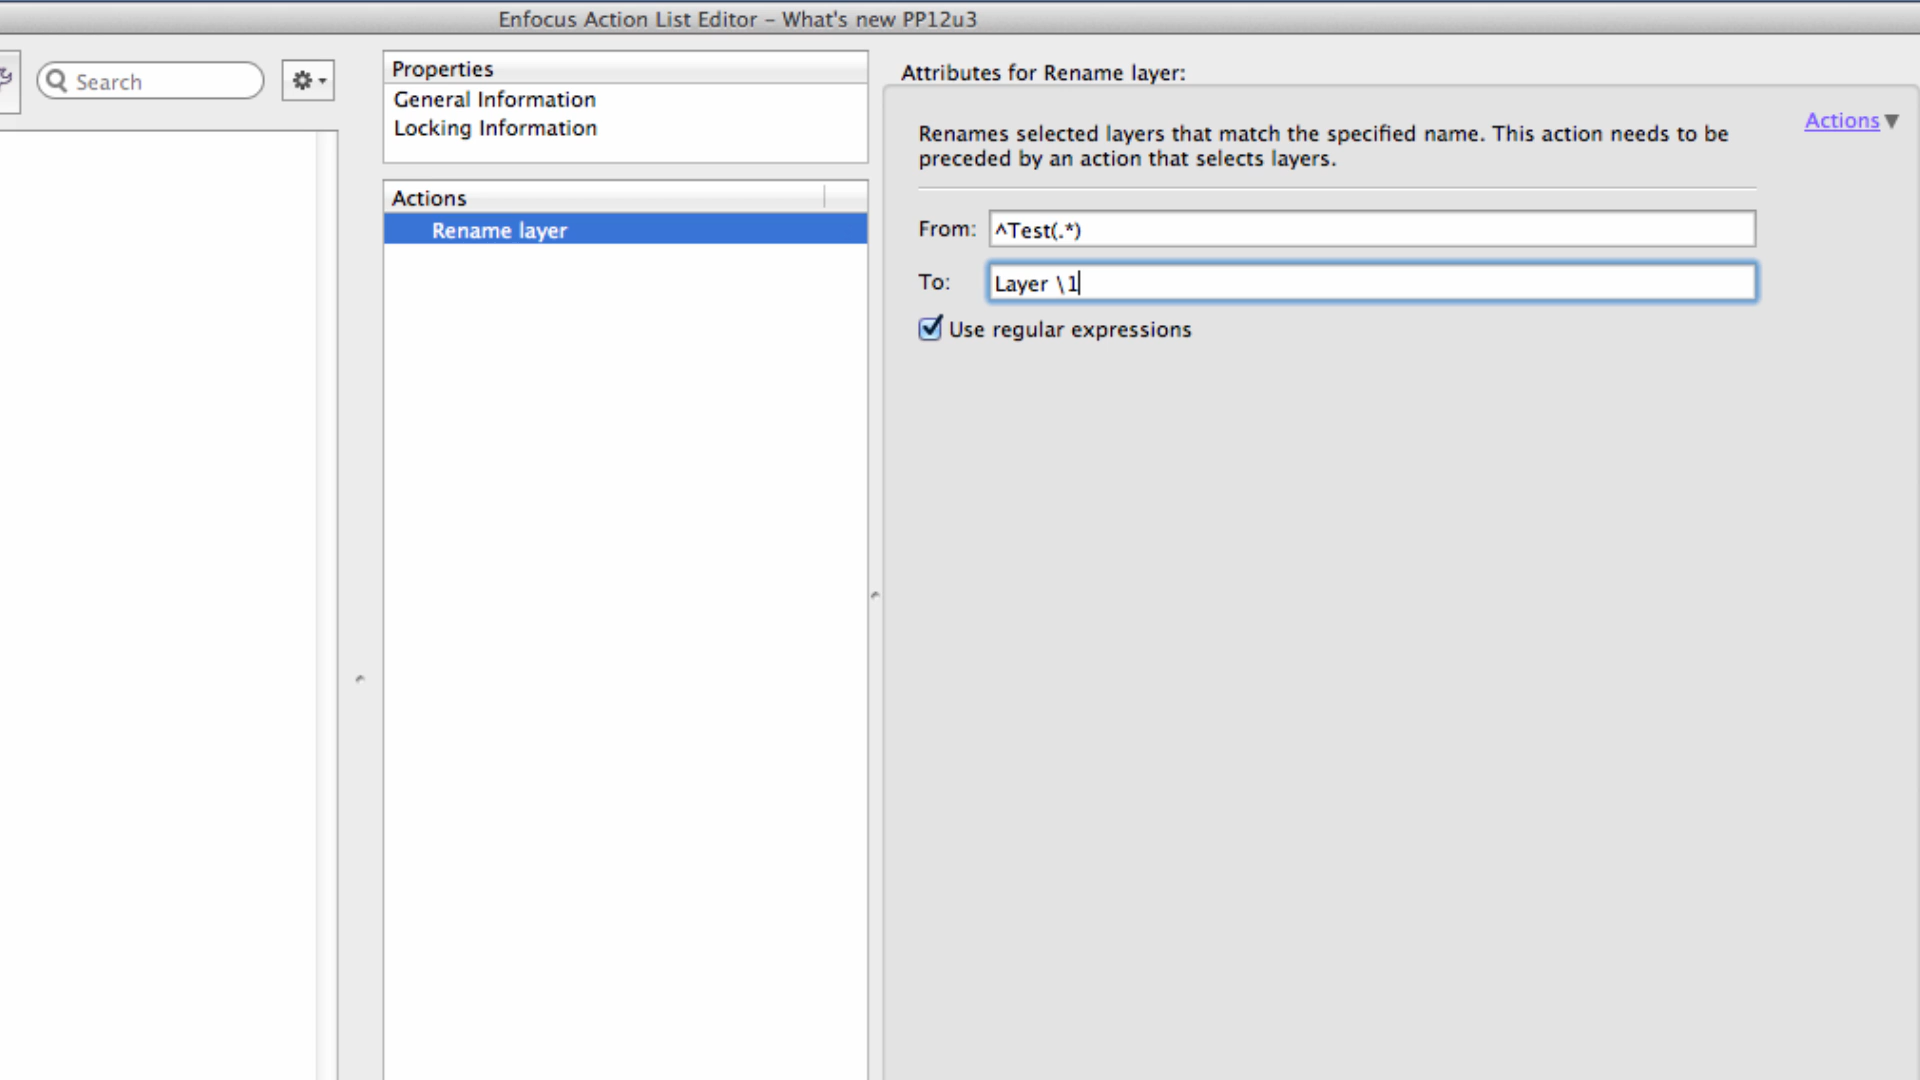 Enfocus Action List Editor – What's new PP12u3
Search
Properties
General Information
Locking Information
Actions
Rename layer
Attributes for Rename layer:
Actions
Renames selected layers that match the specified name. This action needs to be
preceded by an action that selects layers.
From: ^Test(.*)
To: Layer \1
Use regular expressions